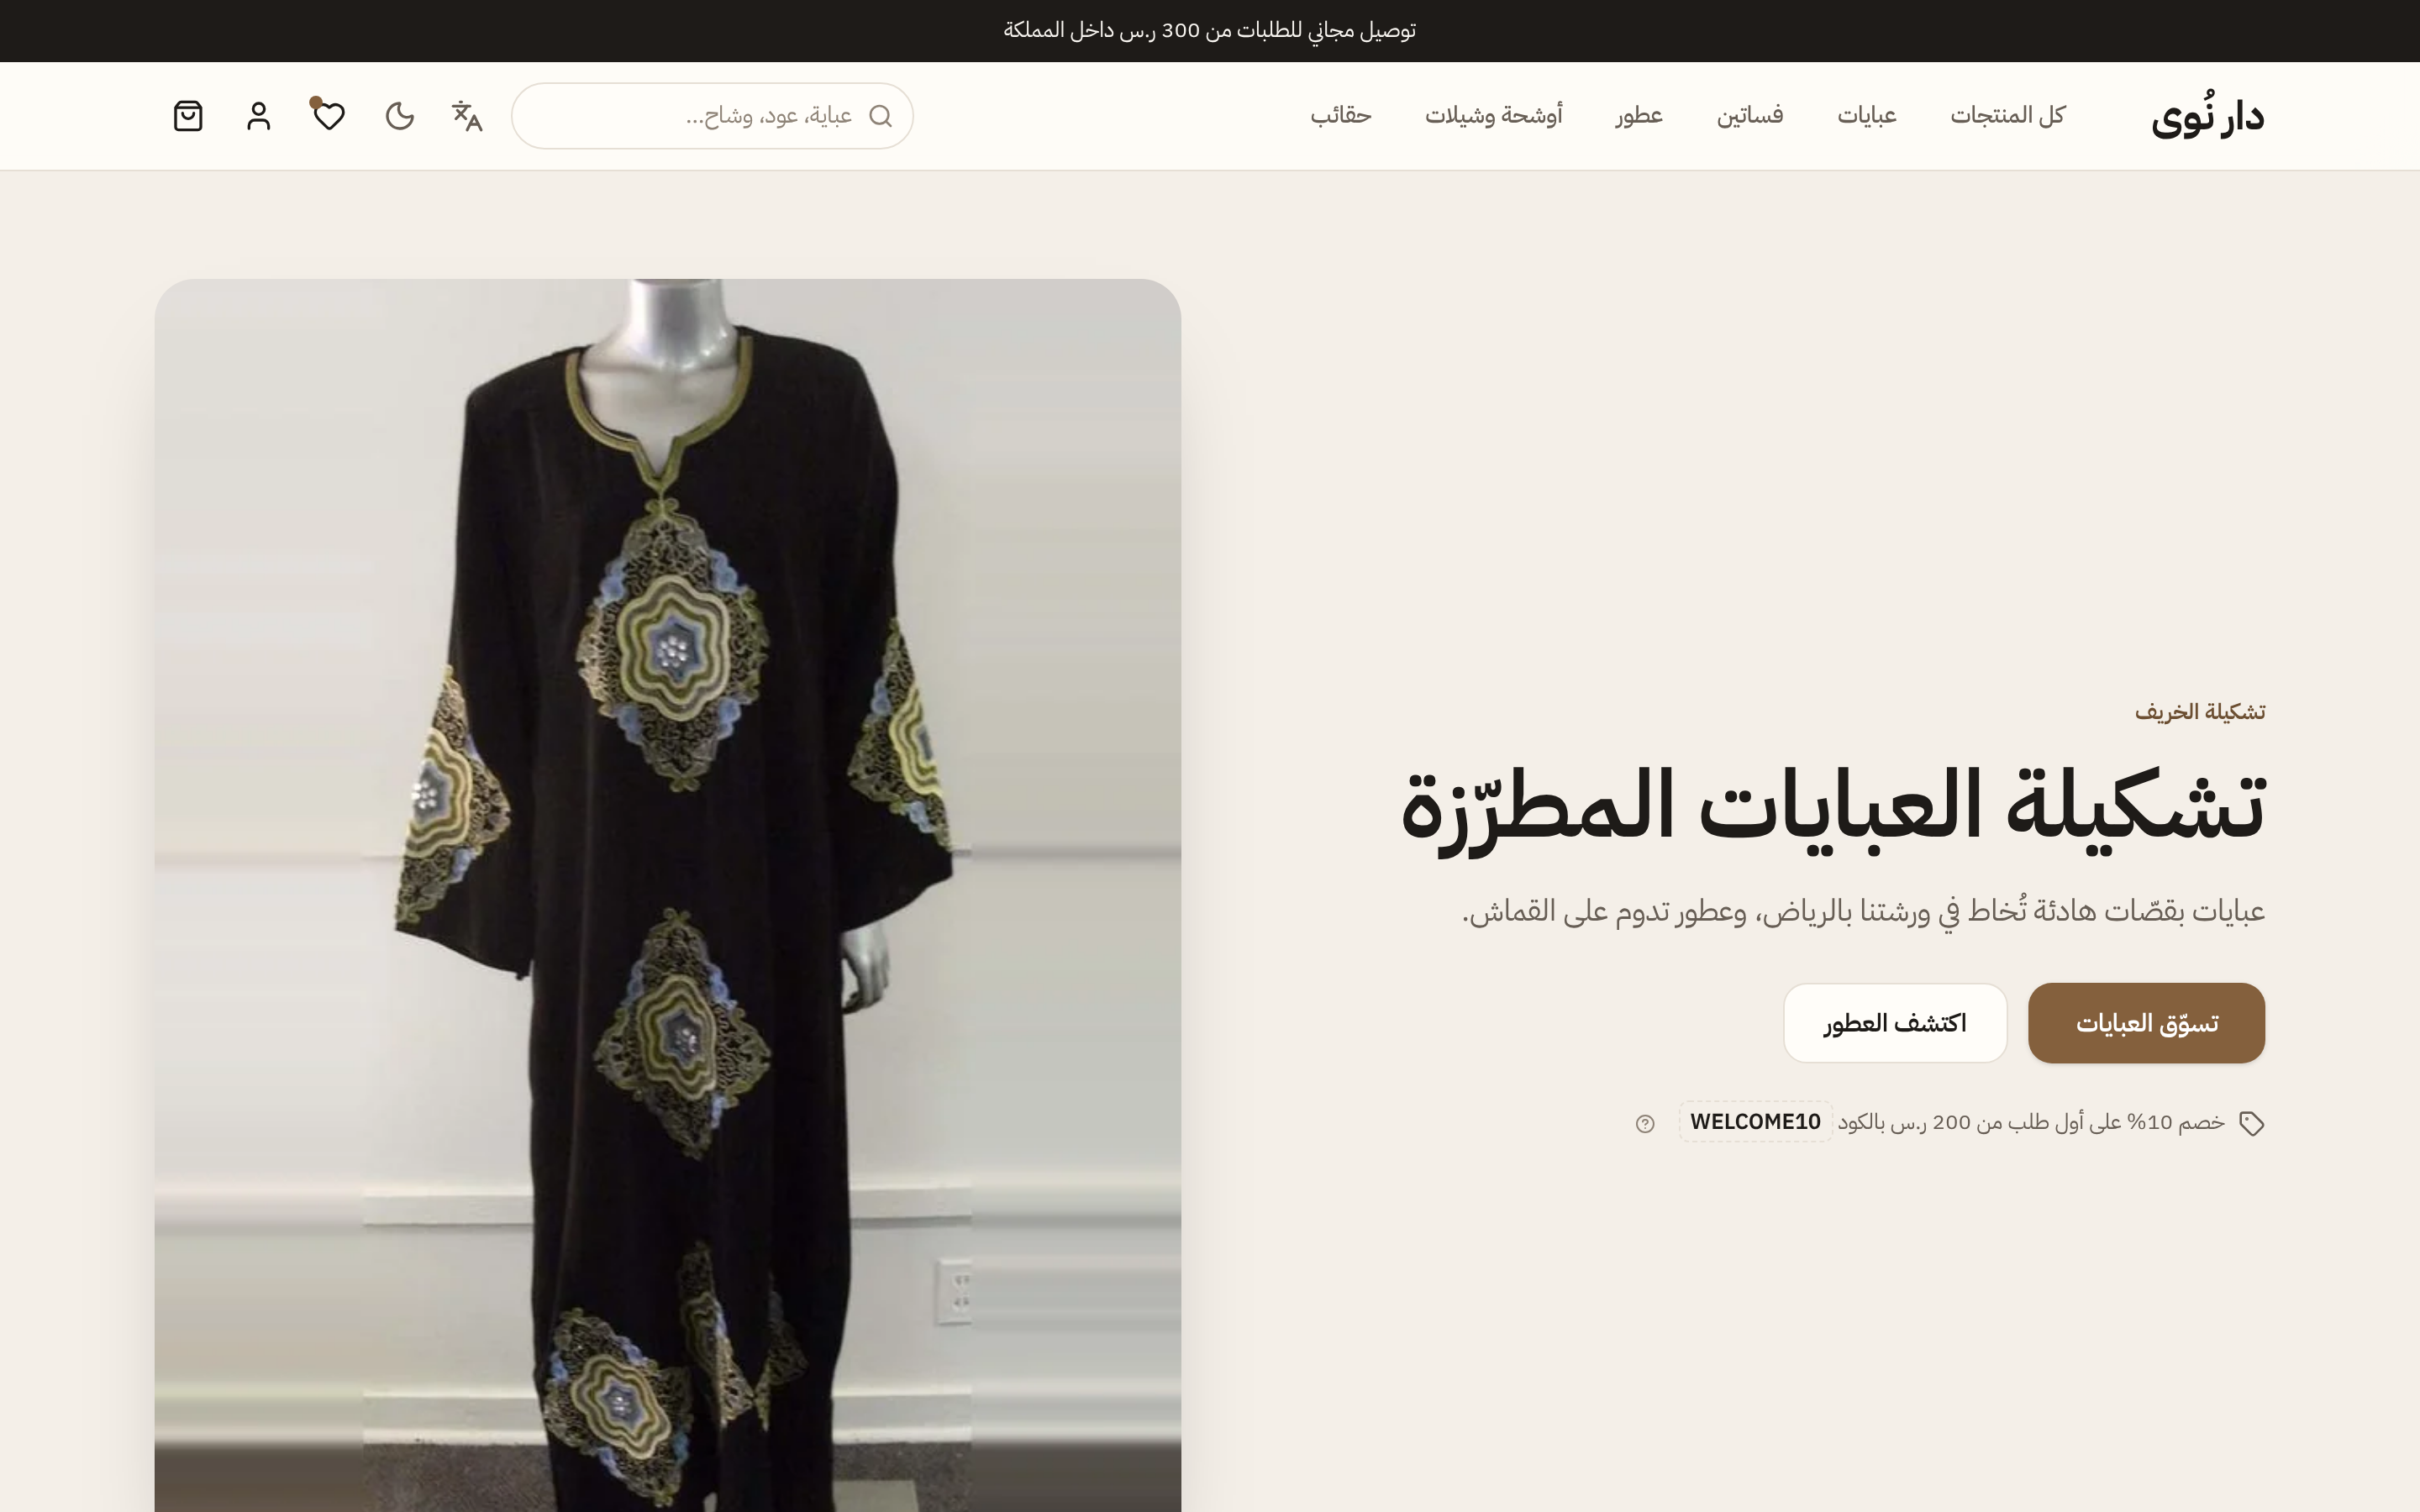 توصيل مجاني للطلبات من 300 ر.س داخل المملكة
دار نُوى
كل المنتجات
عبايات
فساتين
عطور
أوشحة وشيلات
حقائب
عباية، عود، وشاح...
تشكيلة الخريف
تشكيلة العبايات المطرّزة
عبايات بقصّات هادئة تُخاط في ورشتنا بالرياض، وعطور تدوم على القماش.
تسوّق العبايات
اكتشف العطور
خصم 10% على أول طلب من 200 ر.س بالكود WELCOME10